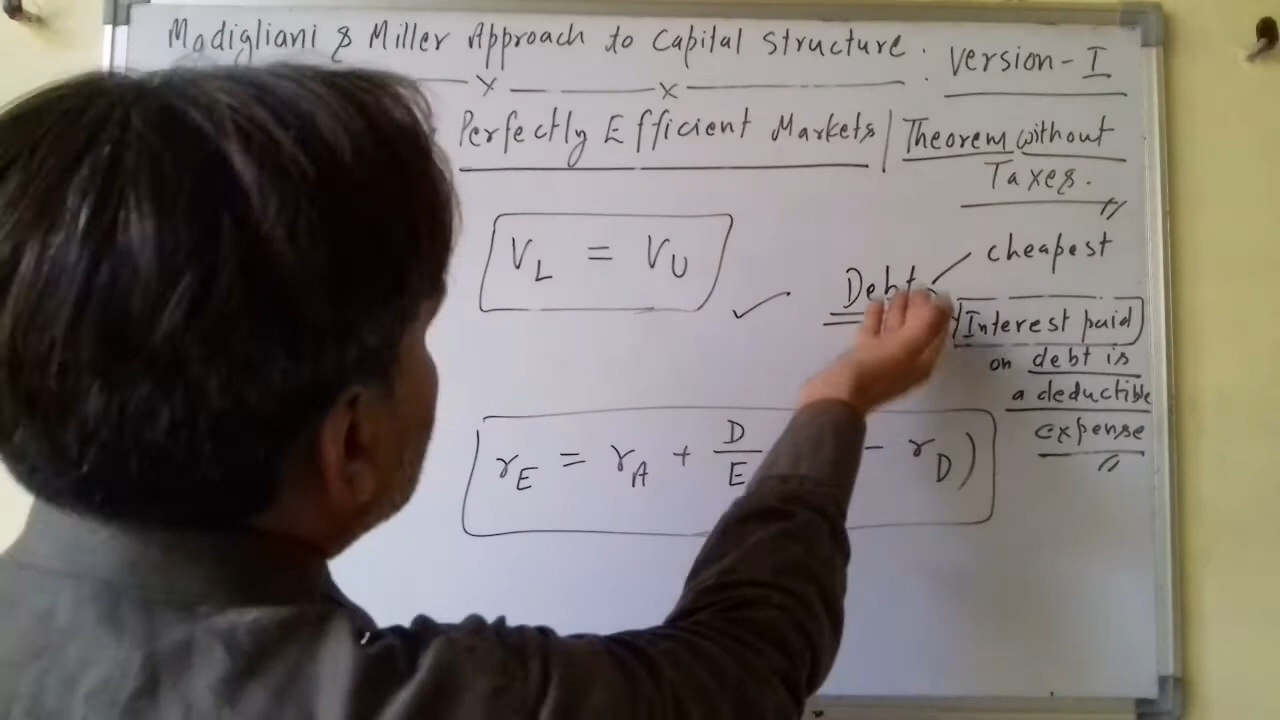 Modigliani & Miller Approach to Capital Structure. Version-I
Perfectly Efficient Markets | Theorem without
Taxes.
V_L = V_U
Debt
cheapest
Interest paid
on debt is
a deductible
expense
r_E = r_A + D/E - r_D)